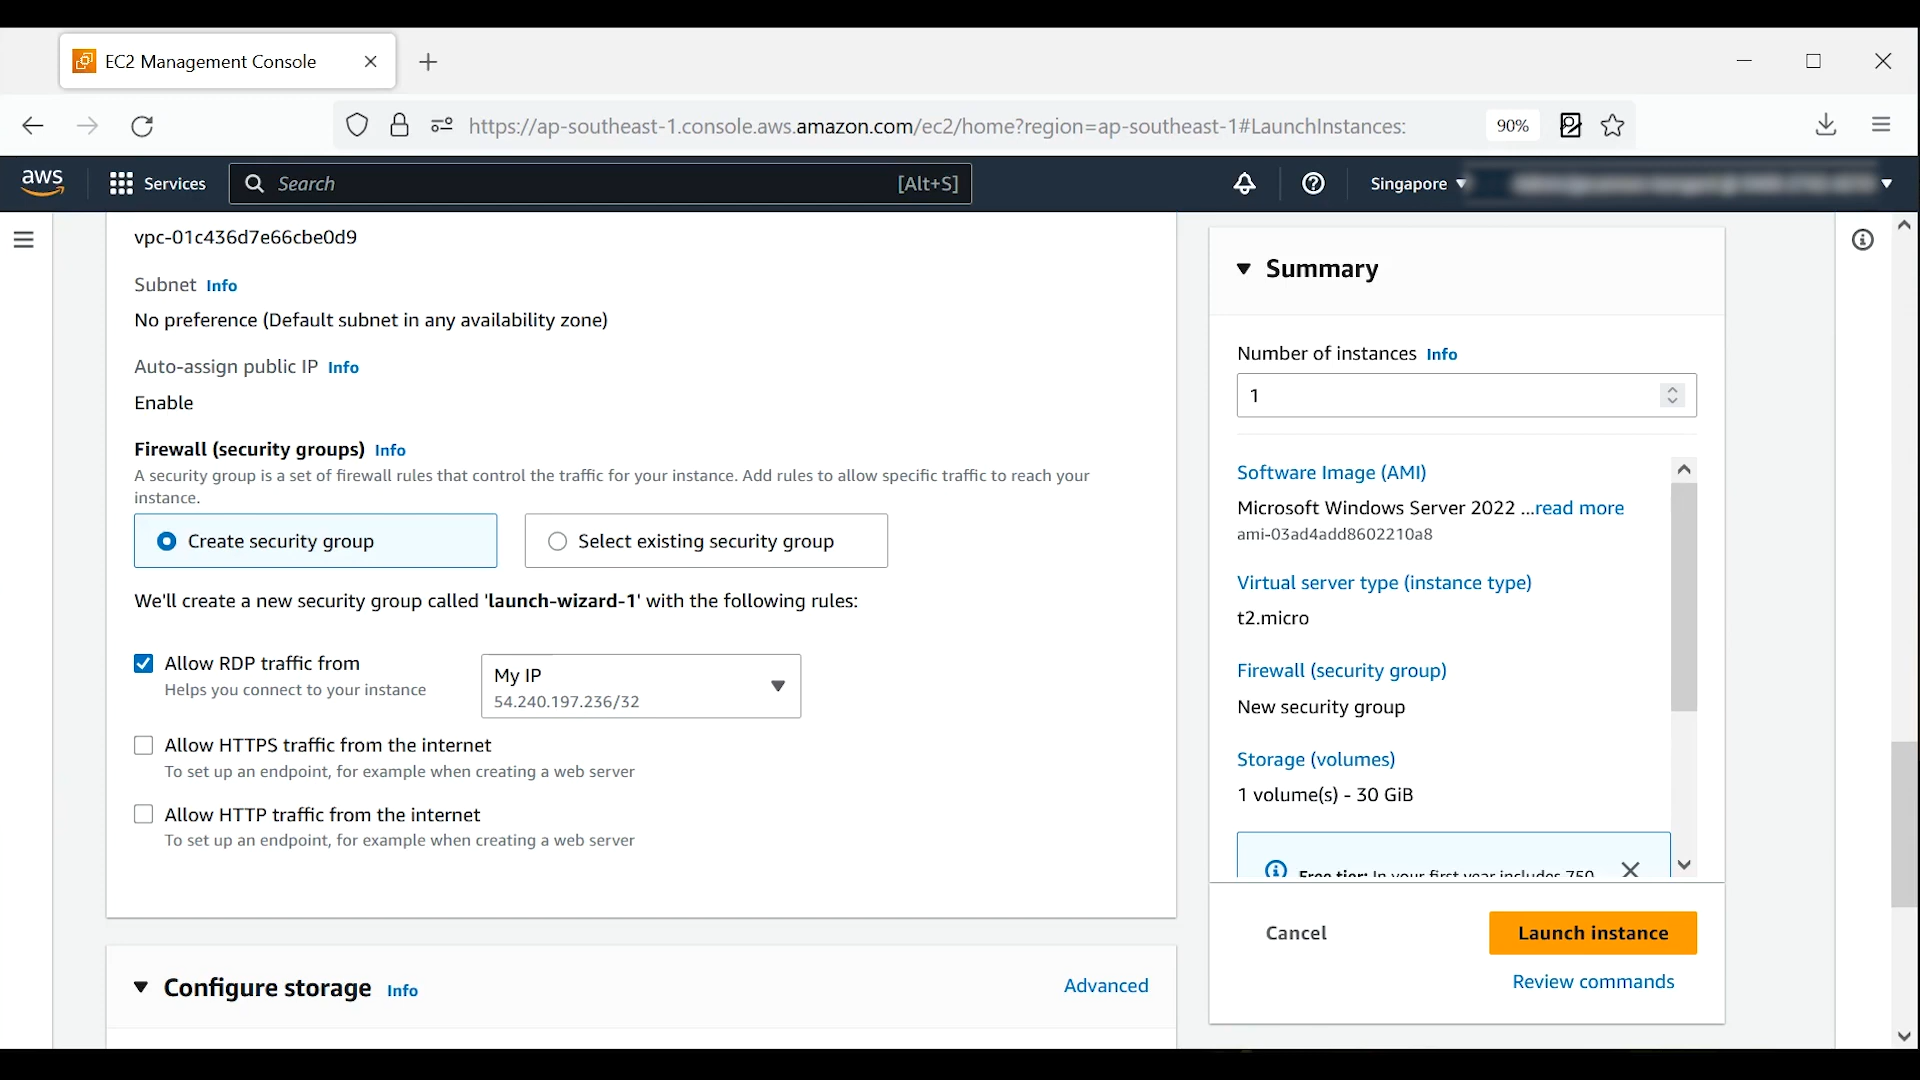 EC2 Management Console
https://ap-southeast-1.console.aws.amazon.com/ec2/home?region=ap-southeast-1#LaunchInstances:
90%
aws
Services
Search
[Alt+S]
Singapore
vpc-01c436d7e66cbe0d9
Subnet Info
No preference (Default subnet in any availability zone)
Auto-assign public IP Info
Enable
Firewall (security groups) Info
A security group is a set of firewall rules that control the traffic for your instance. Add rules to allow specific traffic to reach your
instance.
Create security group
Select existing security group
We'll create a new security group called 'launch-wizard-1' with the following rules:
Allow RDP traffic from
Helps you connect to your instance
My IP
54.240.197.236/32
Allow HTTPS traffic from the internet
To set up an endpoint, for example when creating a web server
Allow HTTP traffic from the internet
To set up an endpoint, for example when creating a web server
Configure storage Info
Advanced
Summary
Number of instances Info
1
Software Image (AMI)
Microsoft Windows Server 2022 ...read more
ami-03ad4add8602210a8
Virtual server type (instance type)
t2.micro
Firewall (security group)
New security group
Storage (volumes)
1 volume(s) - 30 GiB
Free tier: In your first year includes 750
Cancel
Launch instance
Review commands